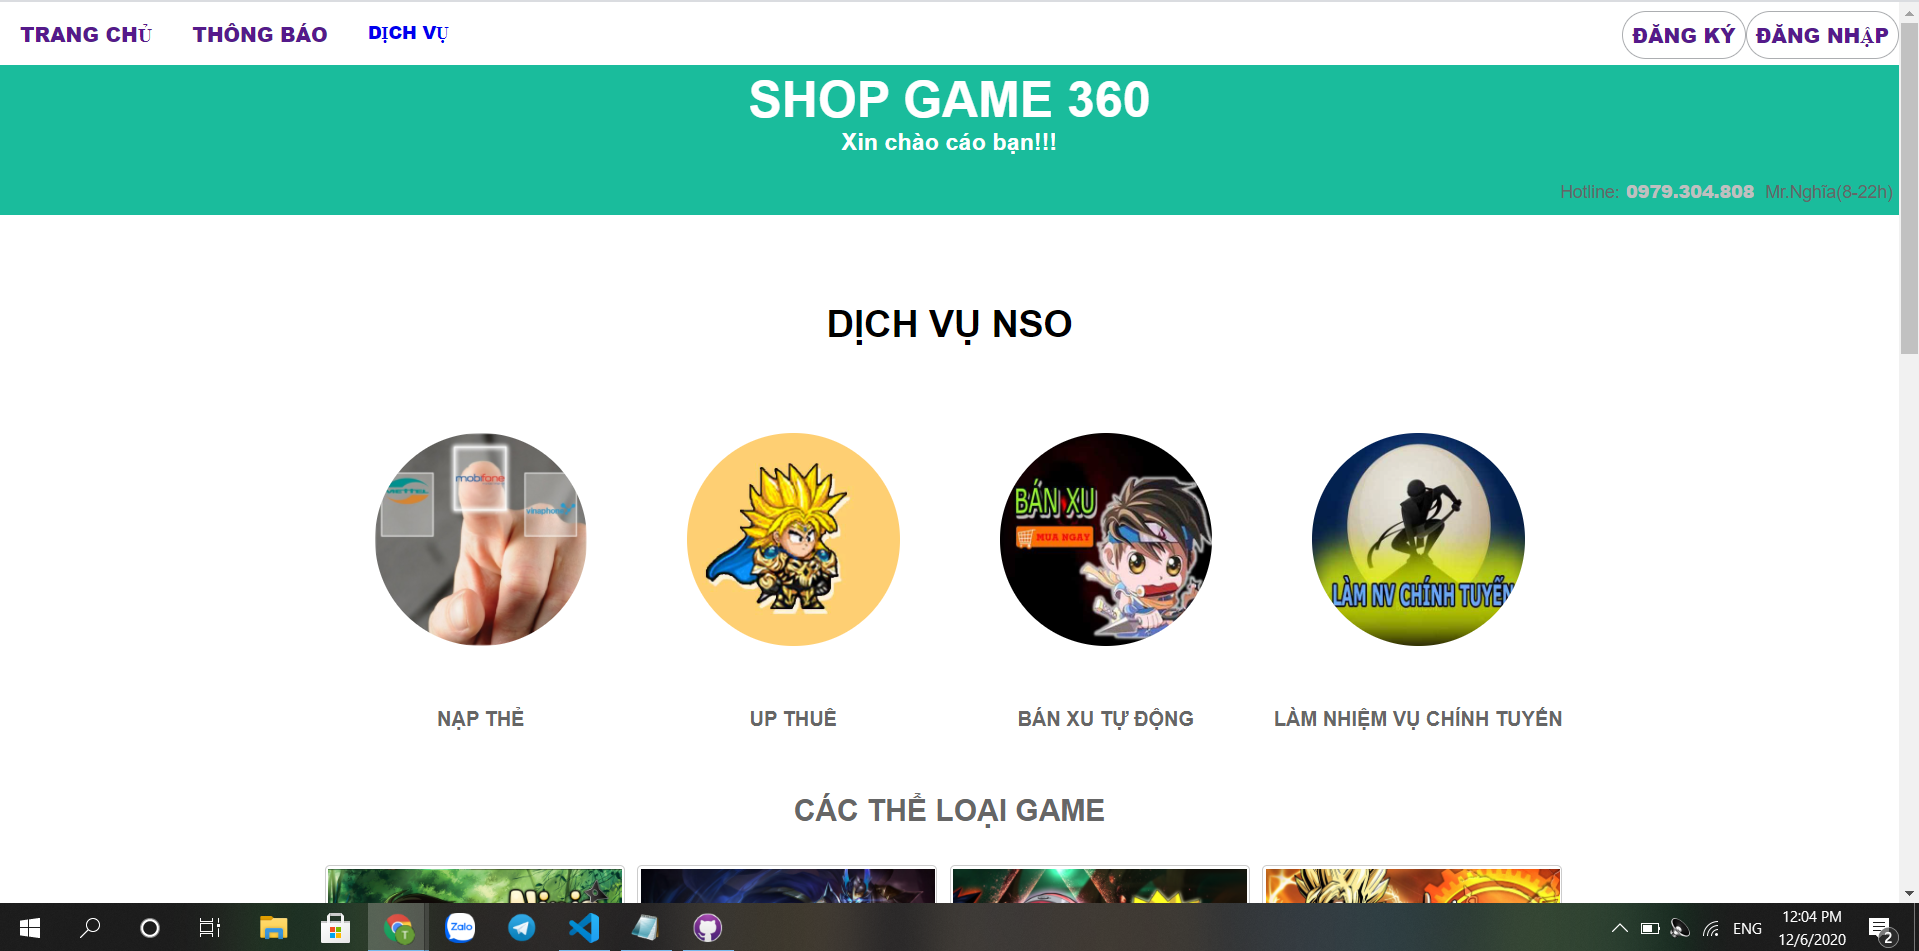 TRANG CHỦ THÔNG BÁO DỊCH VỤ ĐĂNG KÝ ĐĂNG NHẬP
SHOP GAME 360
Xin chào cáo bạn!!!
Hotline: 0979.304.808 Mr.Nghĩa(8-22h)
DỊCH VỤ NSO
VIETTEL
mobifone
vinaphone
BÁN XU
MUA NGAY
LÀM NV CHÍNH TUYẾN
NẠP THẺ UP THUÊ BÁN XU TỰ ĐỘNG LÀM NHIỆM VỤ CHÍNH TUYẾN
CÁC THỂ LOẠI GAME
T
Zalo
ENG
12:04 PM
12/6/2020
2